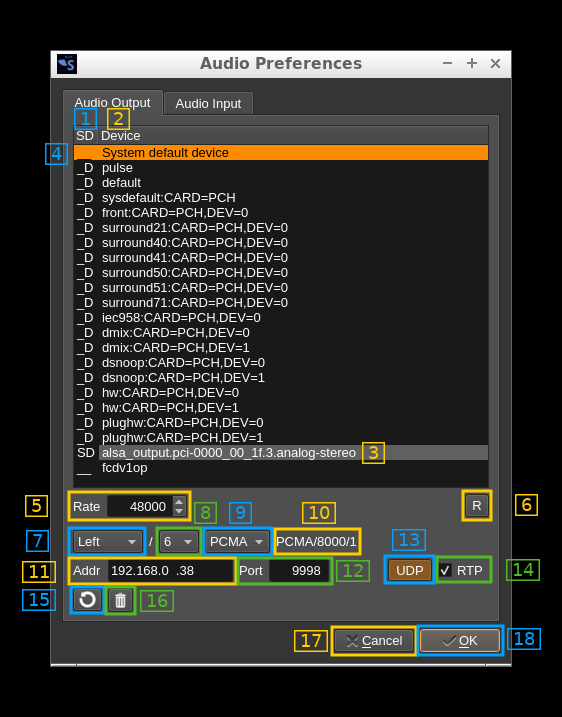 Audio Preferences
Audio Output Audio Input
1 2
SD Device
4 __ System default device
_D pulse
_D default
_D sysdefault:CARD=PCH
_D front:CARD=PCH,DEV=0
_D surround21:CARD=PCH,DEV=0
_D surround40:CARD=PCH,DEV=0
_D surround41:CARD=PCH,DEV=0
_D surround50:CARD=PCH,DEV=0
_D surround51:CARD=PCH,DEV=0
_D surround71:CARD=PCH,DEV=0
_D iec958:CARD=PCH,DEV=0
_D dmix:CARD=PCH,DEV=0
_D dmix:CARD=PCH,DEV=1
_D dsnoop:CARD=PCH,DEV=0
_D dsnoop:CARD=PCH,DEV=1
_D hw:CARD=PCH,DEV=0
_D hw:CARD=PCH,DEV=1
_D plughw:CARD=PCH,DEV=0
_D plughw:CARD=PCH,DEV=1
SD alsa_output.pci-0000_00_1f.3.analog-stereo 3
__ fcdv1op
5 Rate 48000 R 6
8 9 10
7 Left / 6 PCMA PCMA/8000/1 13
11 Addr 192.168.0 .38 Port 9998 12 UDP RTP 14
15 16
17 Cancel OK 18